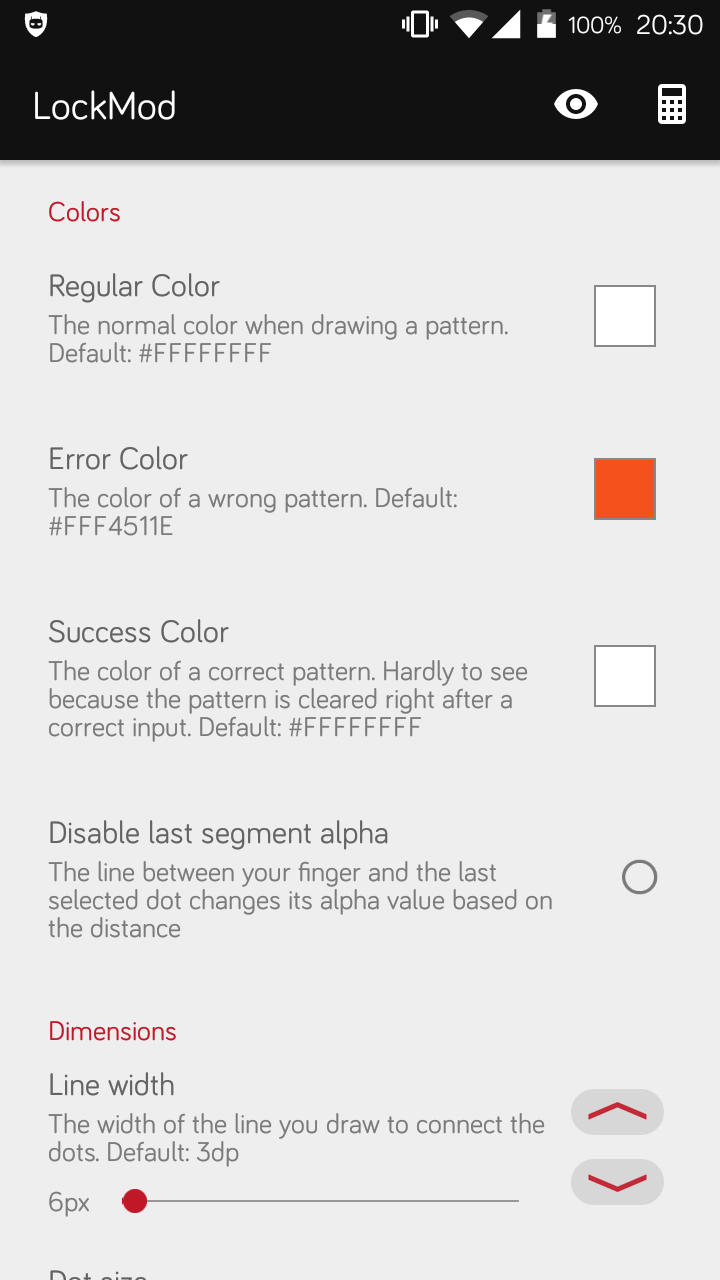 100% 20:30
LockMod
Colors
Regular Color
The normal color when drawing a pattern.
Default: #FFFFFFFF
Error Color
The color of a wrong pattern. Default:
#FFF4511E
Success Color
The color of a correct pattern. Hardly to see
because the pattern is cleared right after a
correct input. Default: #FFFFFFFF
Disable last segment alpha
The line between your finger and the last
selected dot changes its alpha value based on
the distance
Dimensions
Line width
The width of the line you draw to connect the
dots. Default: 3dp
6px
Dot size